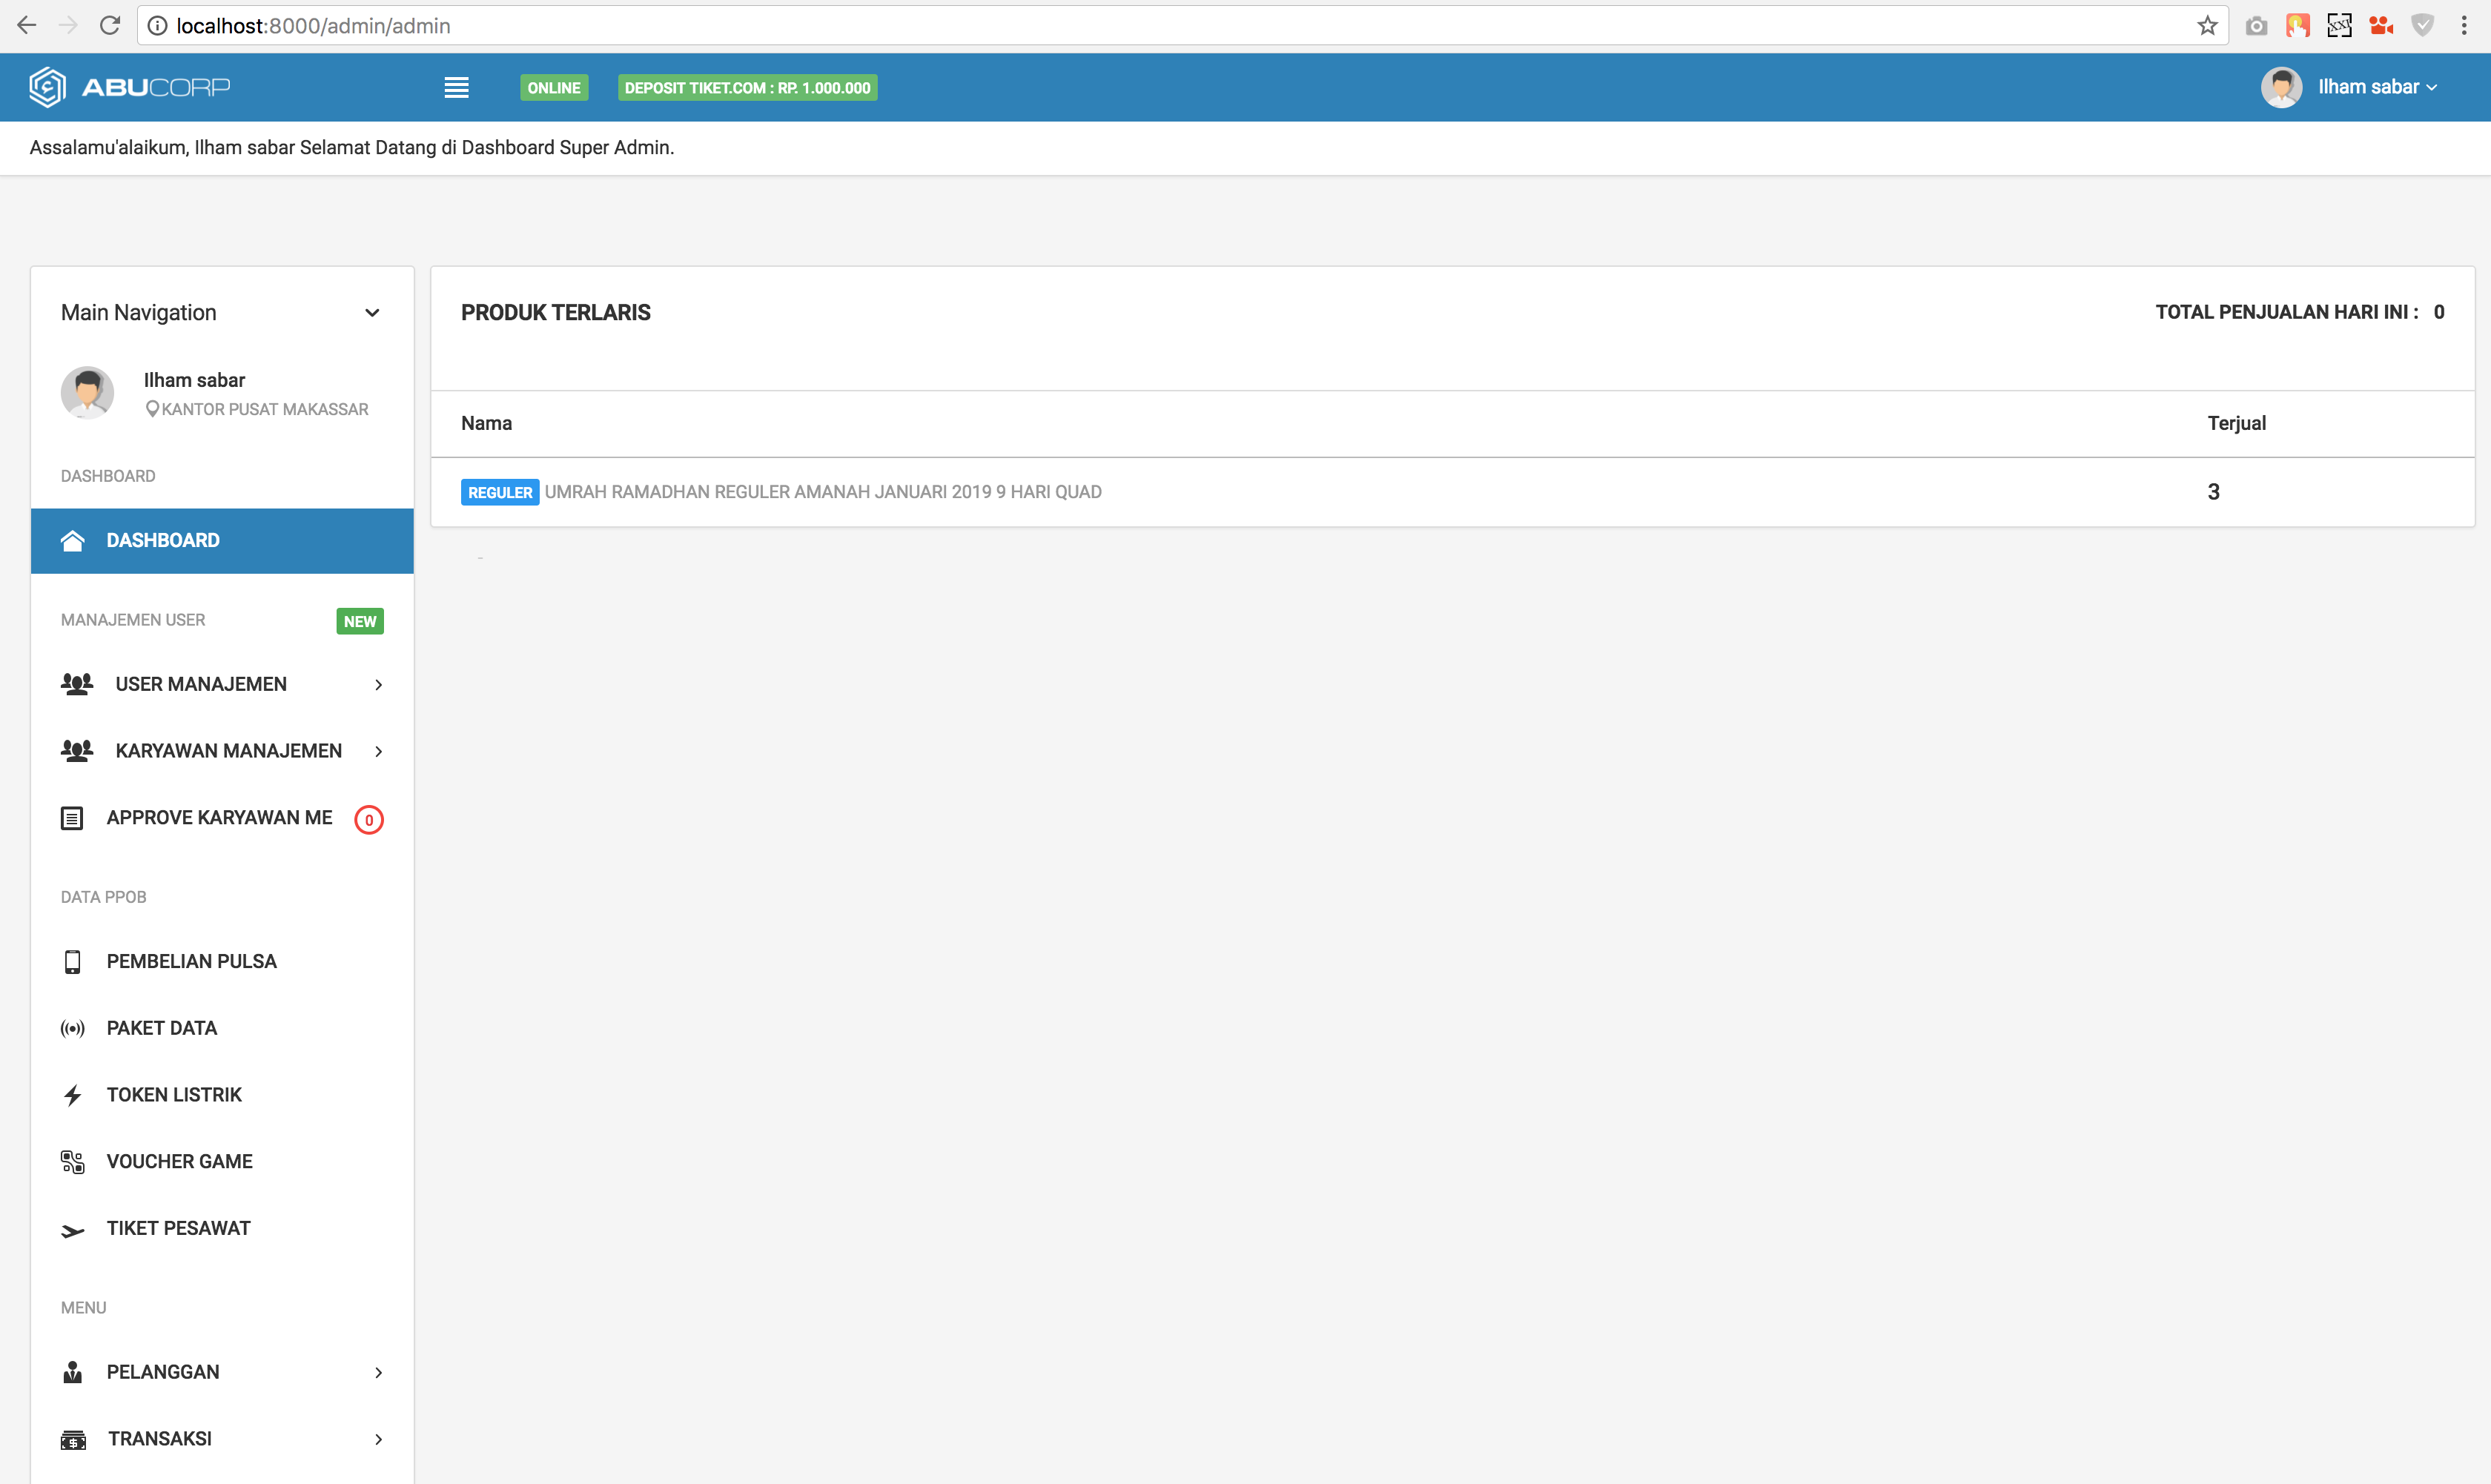 localhost:8000/admin/admin
ABUCORP
ONLINE
DEPOSIT TIKET.COM : RP. 1.000.000
Ilham sabar
Assalamu'alaikum, Ilham sabar Selamat Datang di Dashboard Super Admin.
Main Navigation
Ilham sabar
KANTOR PUSAT MAKASSAR
DASHBOARD
DASHBOARD
MANAJEMEN USER NEW
USER MANAJEMEN
KARYAWAN MANAJEMEN
APPROVE KARYAWAN ME 0
DATA PPOB
PEMBELIAN PULSA
PAKET DATA
TOKEN LISTRIK
VOUCHER GAME
TIKET PESAWAT
MENU
PELANGGAN
TRANSAKSI
PRODUK TERLARIS
TOTAL PENJUALAN HARI INI : 0
Nama Terjual
REGULER UMRAH RAMADHAN REGULER AMANAH JANUARI 2019 9 HARI QUAD 3